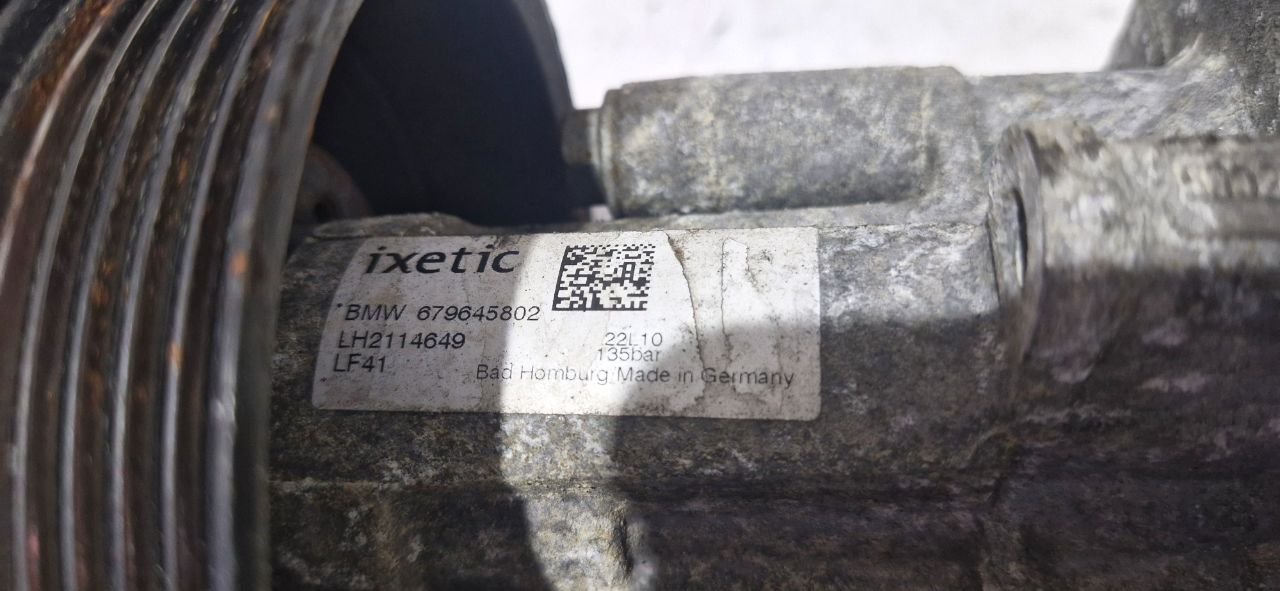 ixetic
*BMW 679645802
LH2114649
22L10
LF41
135bar
Bad Homburg Made in Germany